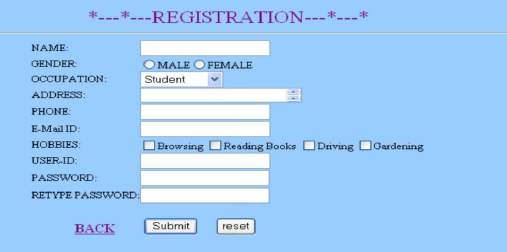 *---*---REGISTRATION---*---*
NAME:
GENDER: MALE FEMALE
OCCUPATION: Student
ADDRESS:
PHONE:
E-Mail ID:
HOBBIES: Browsing Reading Books Driving Gardening
USER-ID:
PASSWORD:
RETYPE PASSWORD:
BACK Submit reset